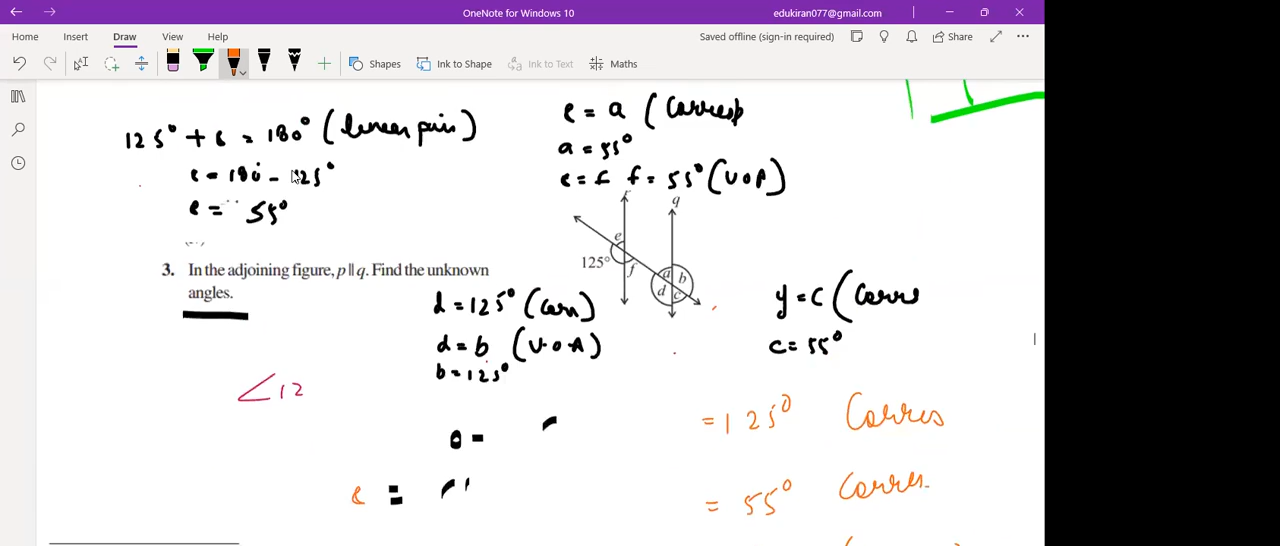 OneNote for Windows 10
edukiran077@gmail.com
Home Insert Draw View Help
Saved offline (sign-in required)
Share
Shapes
Ink to Shape
Ink to Text
Maths
125° + e = 180° (linear pair)
e = 180° - 125°
e = 55°
e = a (Corresp
a = 55°
e = f f = 55° (V O A)
3. In the adjoining figure, p ∥ q. Find the unknown
angles.
q
e
125°
f
a b
d c
d = 125° (Corr)
d = b (V.O.A)
b = 125°
y = c (Corre
c = 55°
∠12
= 125° Corres
e =
= 55° Corres.